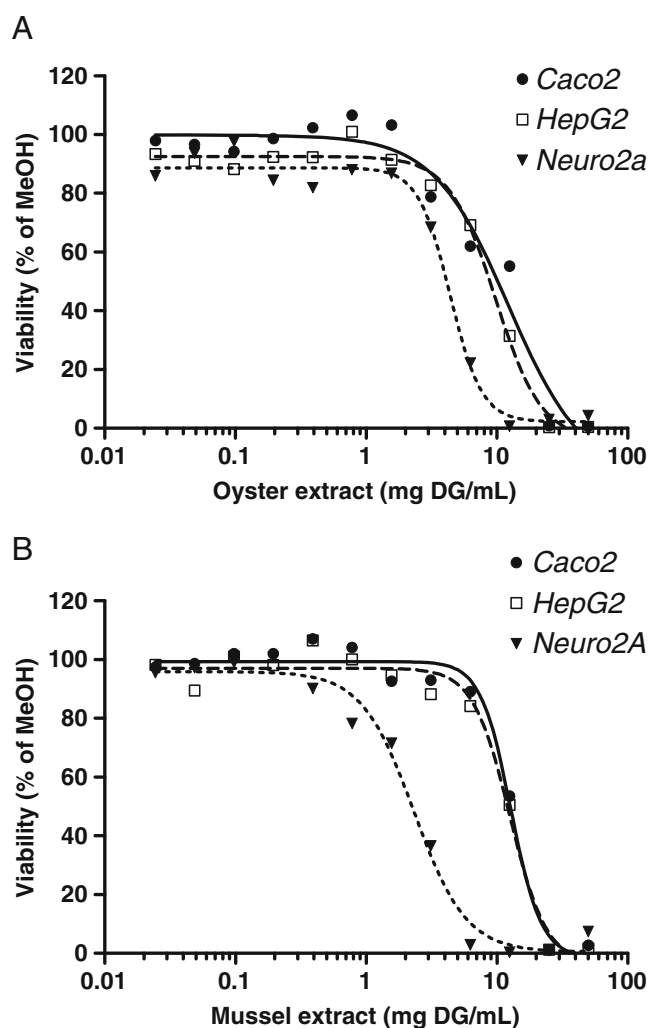 A
Viability (% of MeOH)
120
100
80
60
40
20
0
Caco2
HepG2
Neuro2a
0.01 0.1 1 10 100
Oyster extract (mg DG/mL)
B
Viability (% of MeOH)
120
100
80
60
40
20
0
Caco2
HepG2
Neuro2A
0.01 0.1 1 10 100
Mussel extract (mg DG/mL)